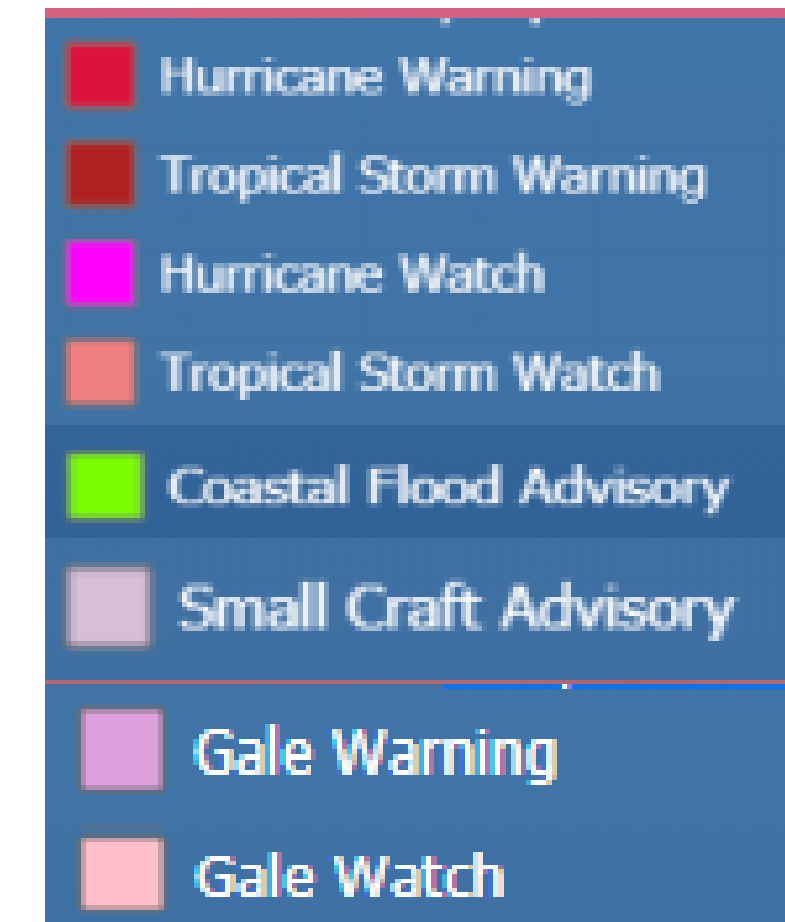 Hurricane Warning
Tropical Storm Warning
Hurricane Watch
Tropical Storm Watch
Coastal Flood Advisory
Small Craft Advisory
Gale Warning
Gale Watch